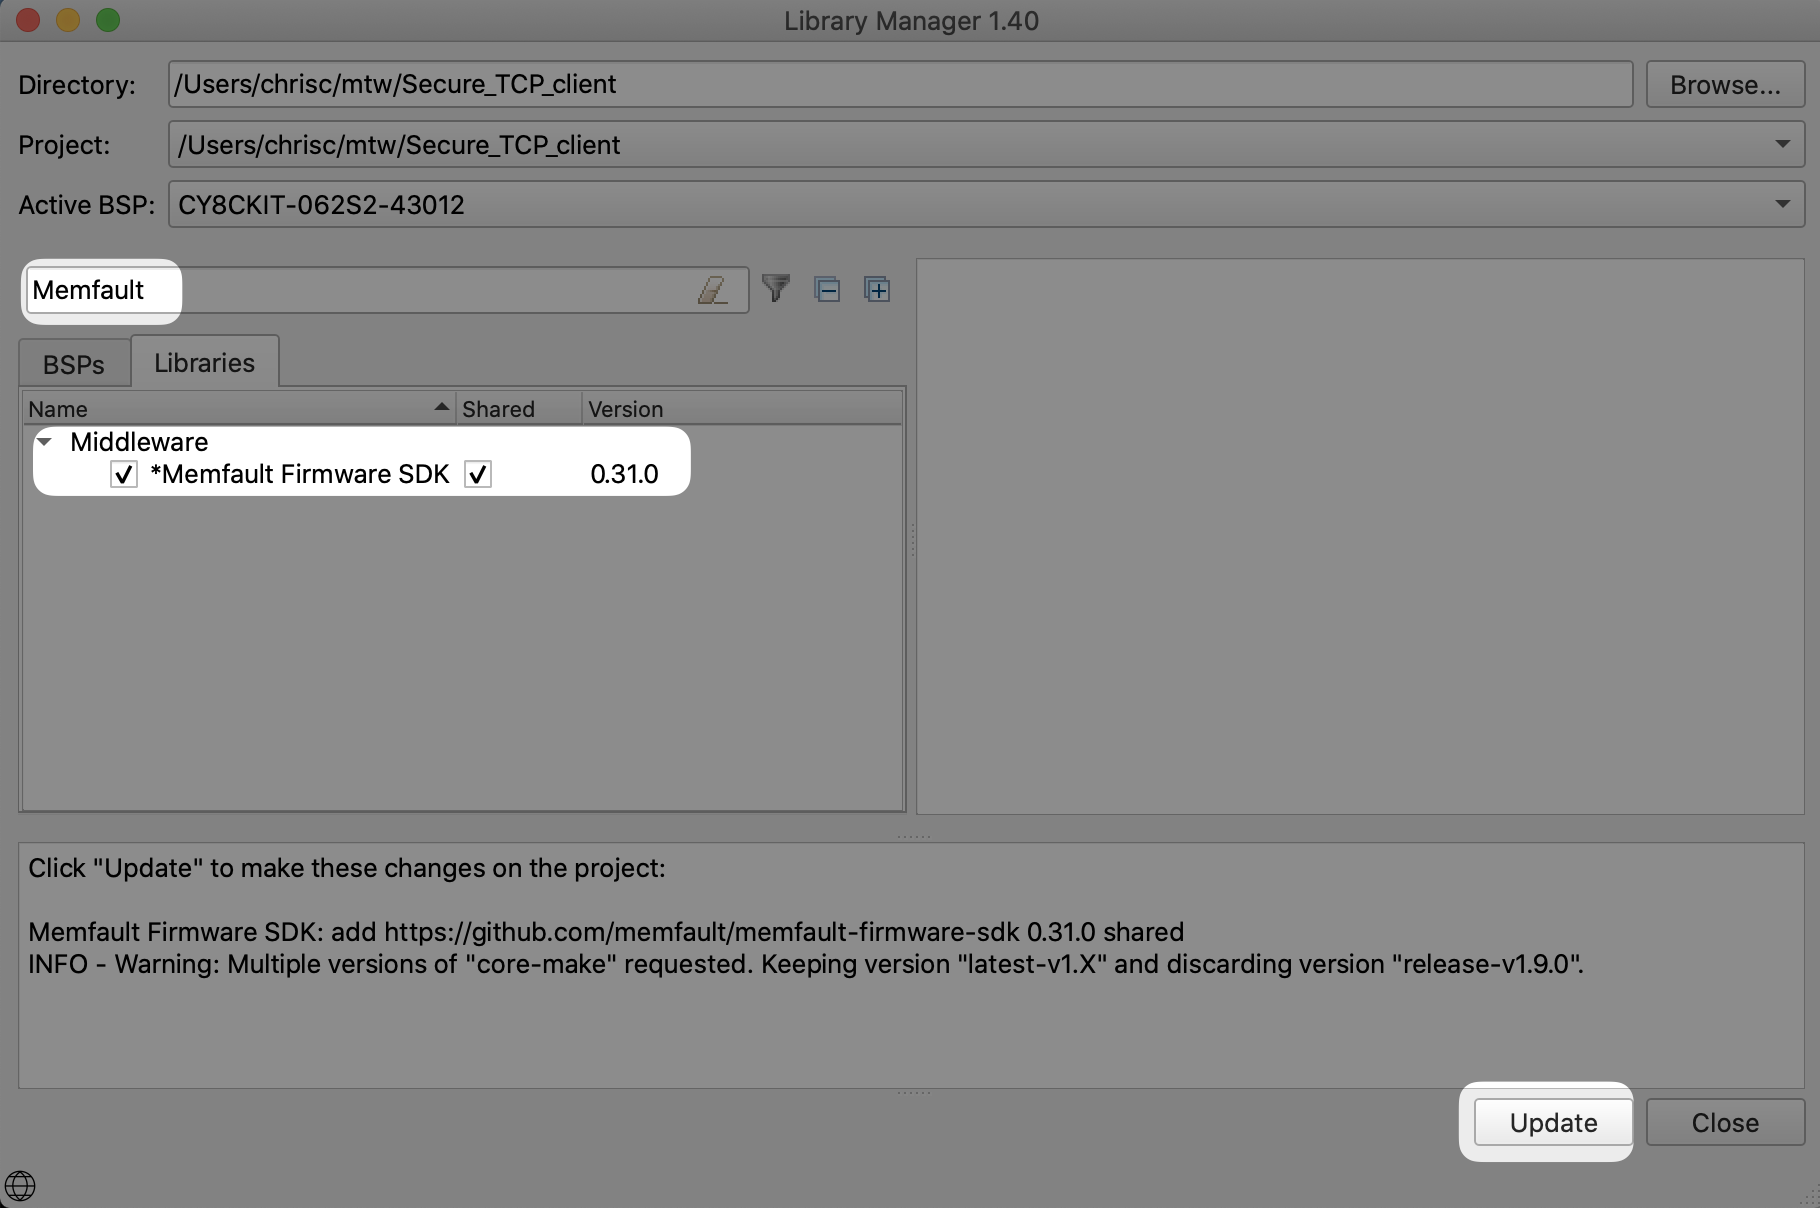 Library Manager 1.40
Directory: /Users/chrisc/mtw/Secure_TCP_client Browse...
Project: /Users/chrisc/mtw/Secure_TCP_client
Active BSP: CY8CKIT-062S2-43012
Memfault
BSPs Libraries
Name Shared Version
Middleware
*Memfault Firmware SDK 0.31.0
Click "Update" to make these changes on the project:
Memfault Firmware SDK: add https://github.com/memfault/memfault-firmware-sdk 0.31.0 shared
INFO - Warning: Multiple versions of "core-make" requested. Keeping version "latest-v1.X" and discarding version "release-v1.9.0".
Update Close